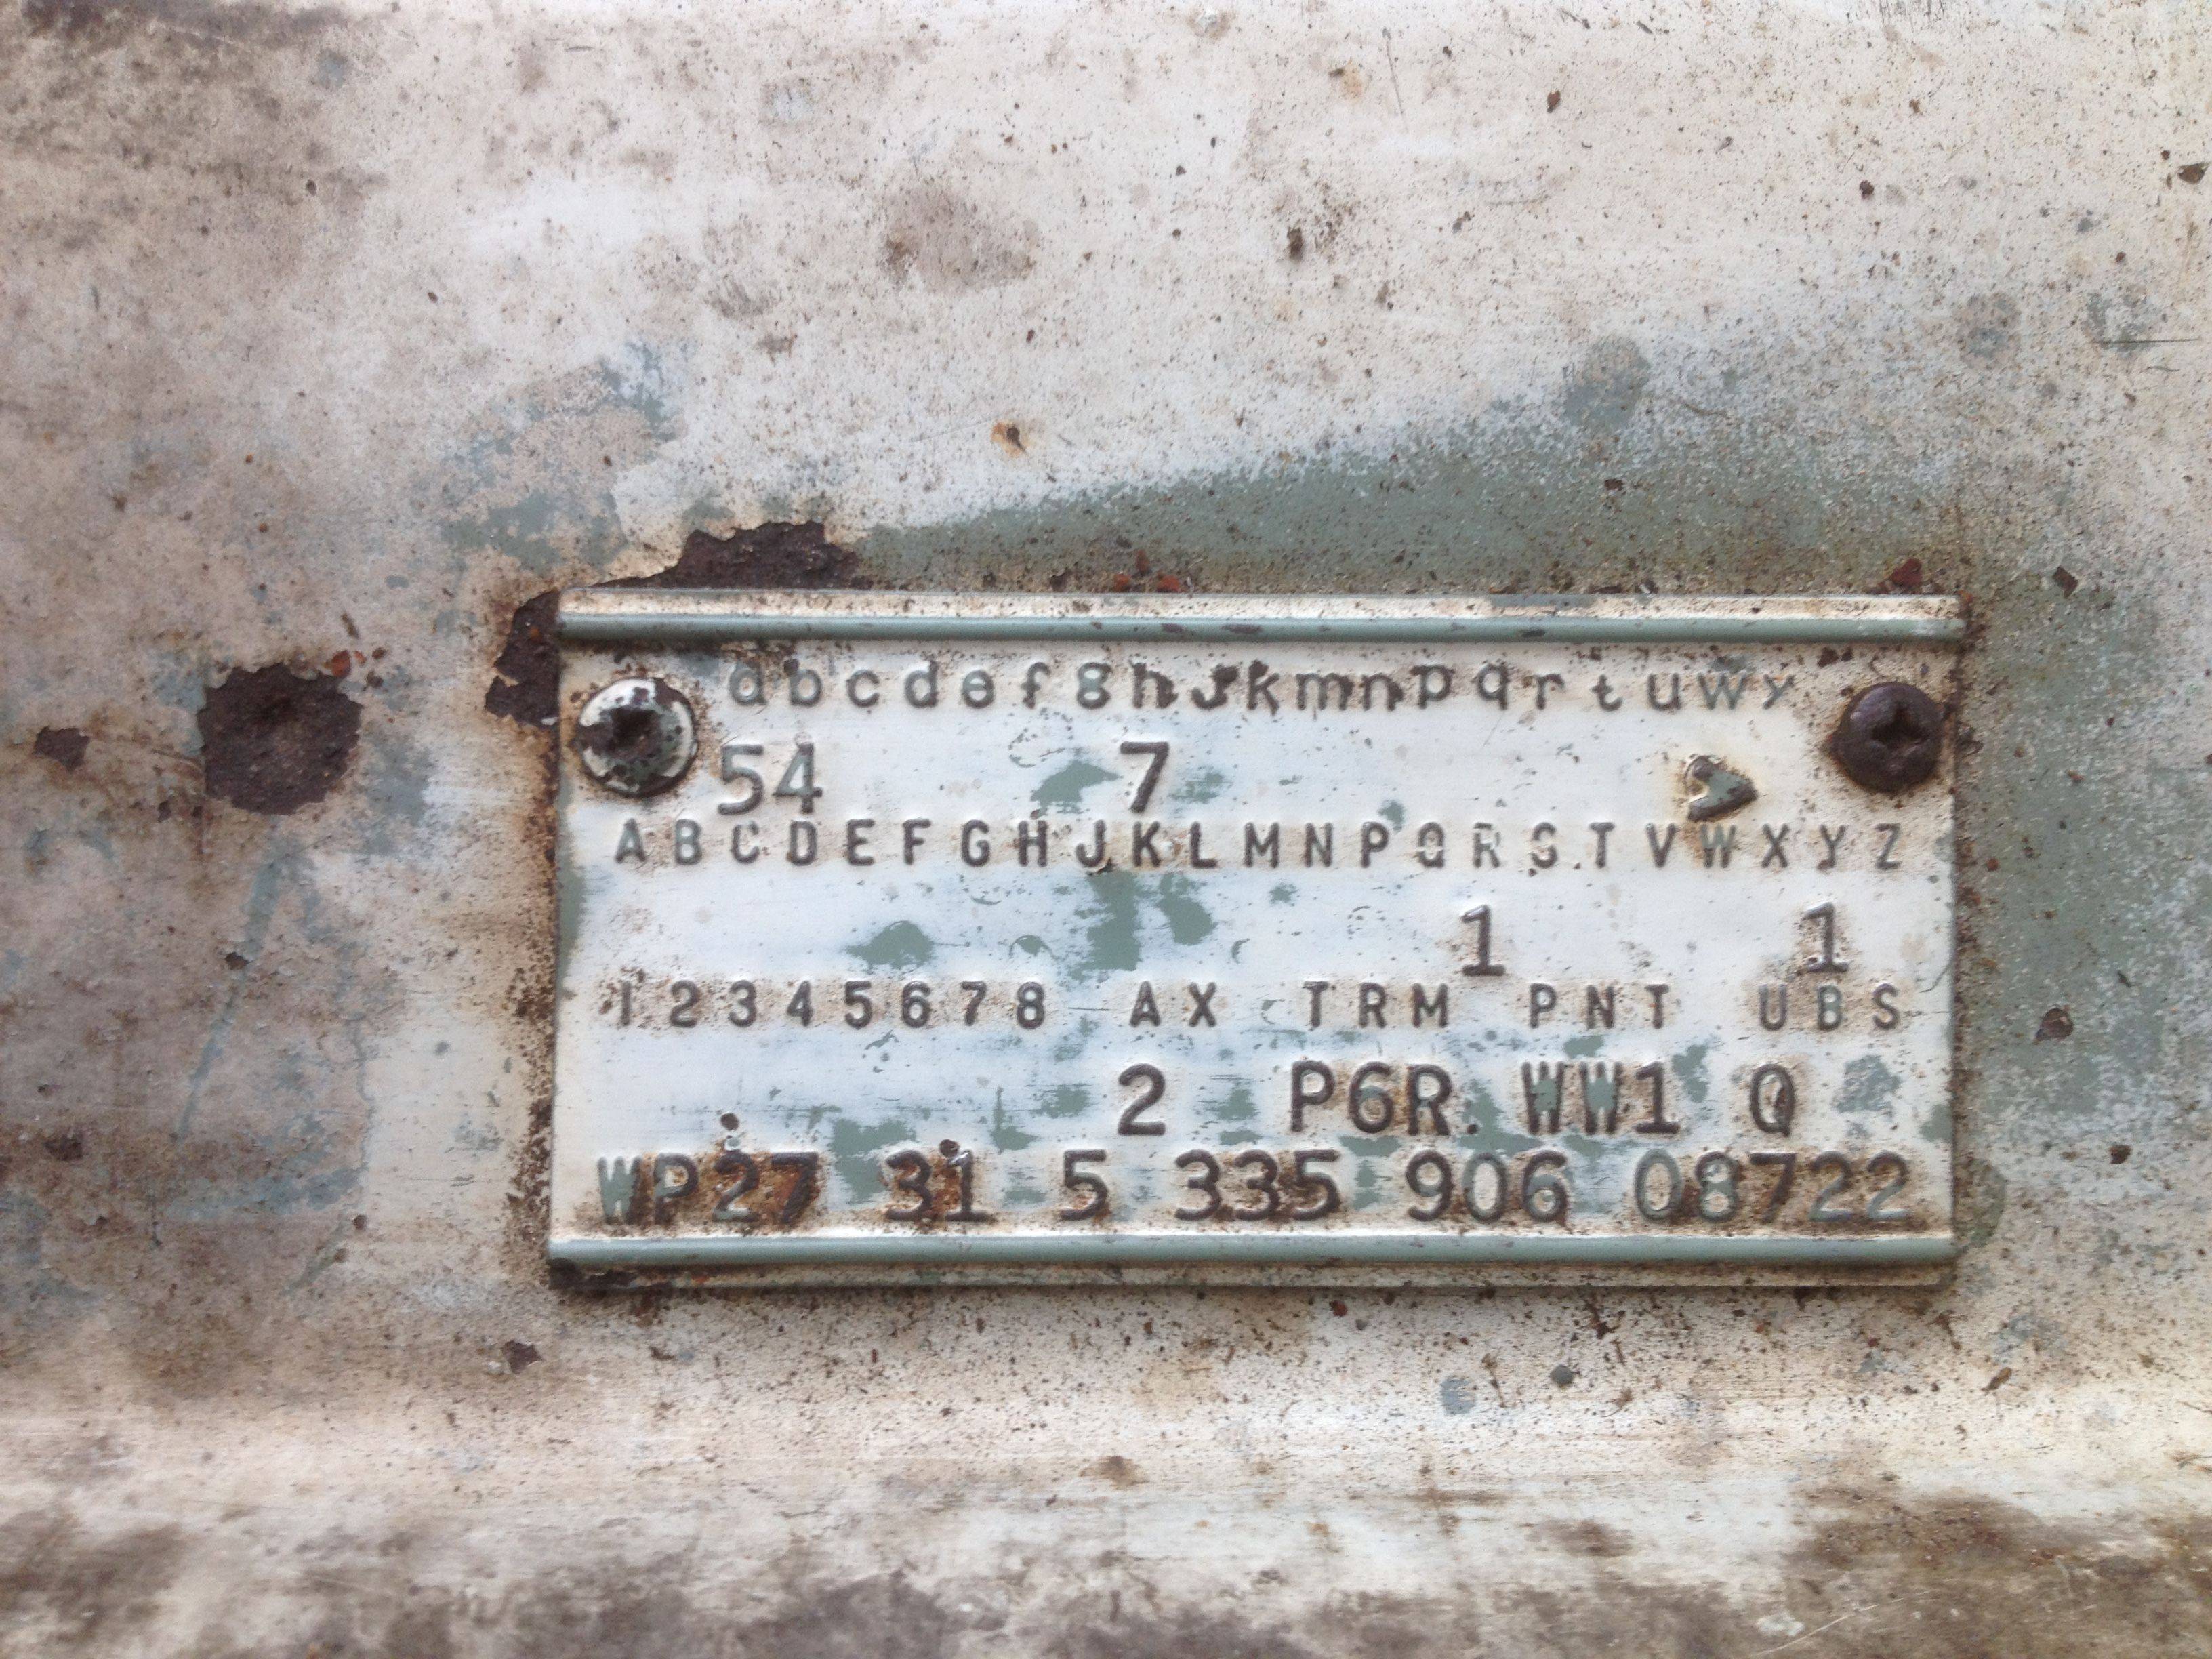 abcdefghjkmnpqrtuwy
54 7
ABCDEFGHJKLMNPQRSTVWXYZ
1 1
12345678 AX TRM PNT UBS
2 P6R WW1 Q
WP27 31 5 335 906 08722